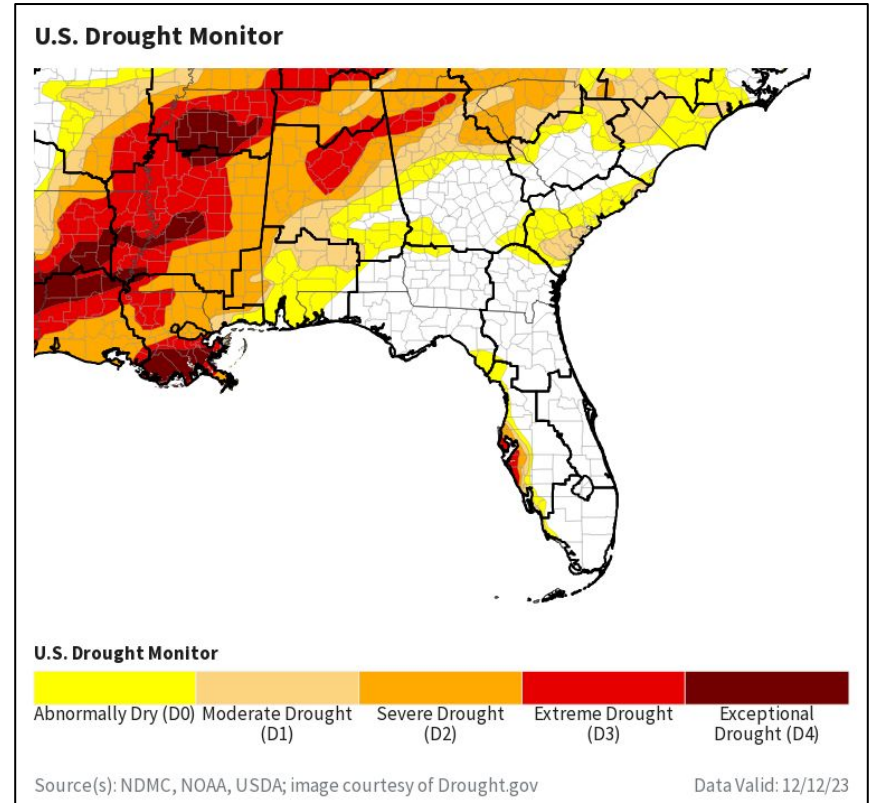 U.S. Drought Monitor
U.S. Drought Monitor
Abnormally Dry (D0) Moderate Drought (D1) Severe Drought (D2) Extreme Drought (D3) Exceptional Drought (D4)
Source(s): NDMC, NOAA, USDA; image courtesy of Drought.gov Data Valid: 12/12/23